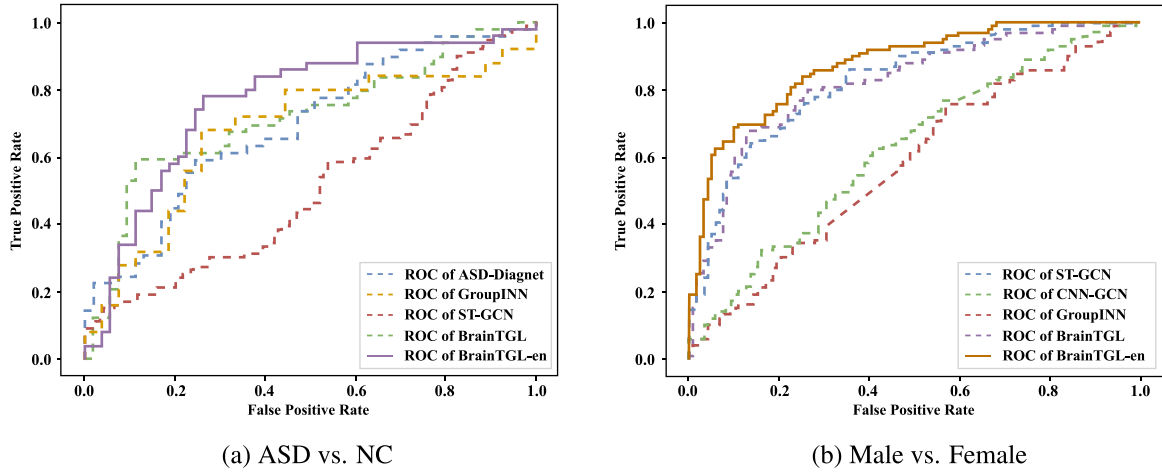 1.0
0.8
0.6
0.4
0.2
0.0
True Positive Rate
0.0 0.2 0.4 0.6 0.8 1.0
False Positive Rate
ROC of ASD-Diagnet
ROC of GroupINN
ROC of ST-GCN
ROC of BrainTGL
ROC of BrainTGL-en
(a) ASD vs. NC
1.0
0.8
0.6
0.4
0.2
0.0
True Positive Rate
0.0 0.2 0.4 0.6 0.8 1.0
False Positive Rate
ROC of ST-GCN
ROC of CNN-GCN
ROC of GroupINN
ROC of BrainTGL
ROC of BrainTGL-en
(b) Male vs. Female